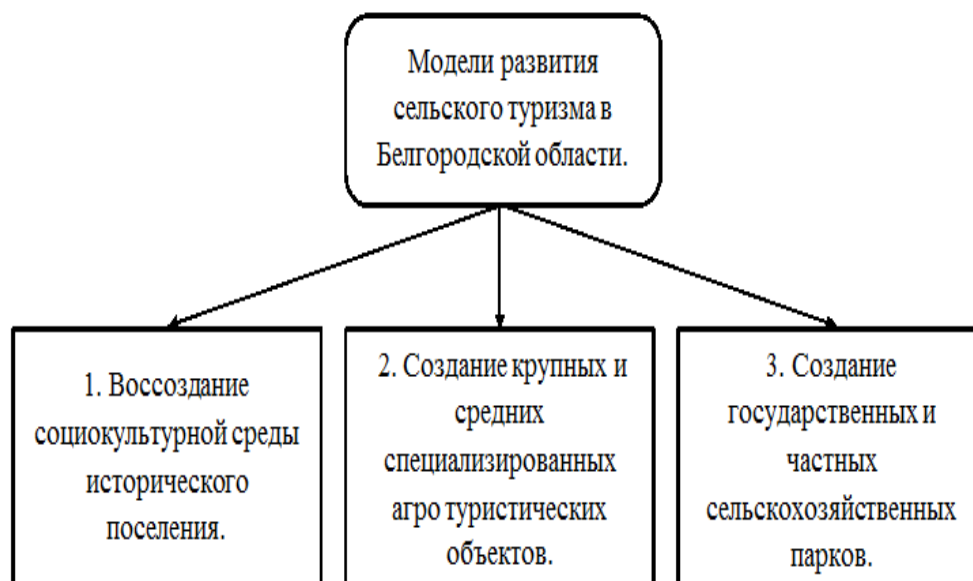 Модели развития
сельского туризма в
Белгородской области.
1. Воссоздание
социокультурной среды
исторического
поселения.
2. Создание крупных и
средних
специализированных
агро туристических
объектов.
3. Создание
государственных и
частных
сельскохозяйственных
парков.